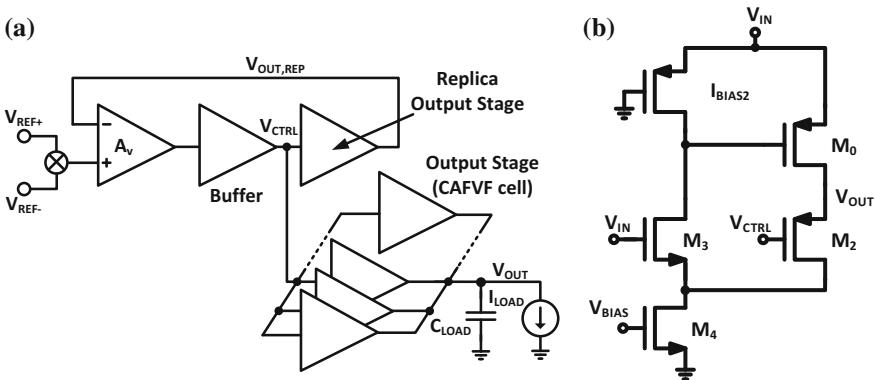 (a)
V_OUT,REP
Replica
Output Stage
V_REF+
−
A_v
+
V_REF-
V_CTRL
Buffer
Output Stage
(CAFVF cell)
V_OUT
I_LOAD
C_LOAD
(b)
V_IN
I_BIAS2
M_0
V_OUT
V_IN
M_3
V_CTRL
M_2
V_BIAS
M_4